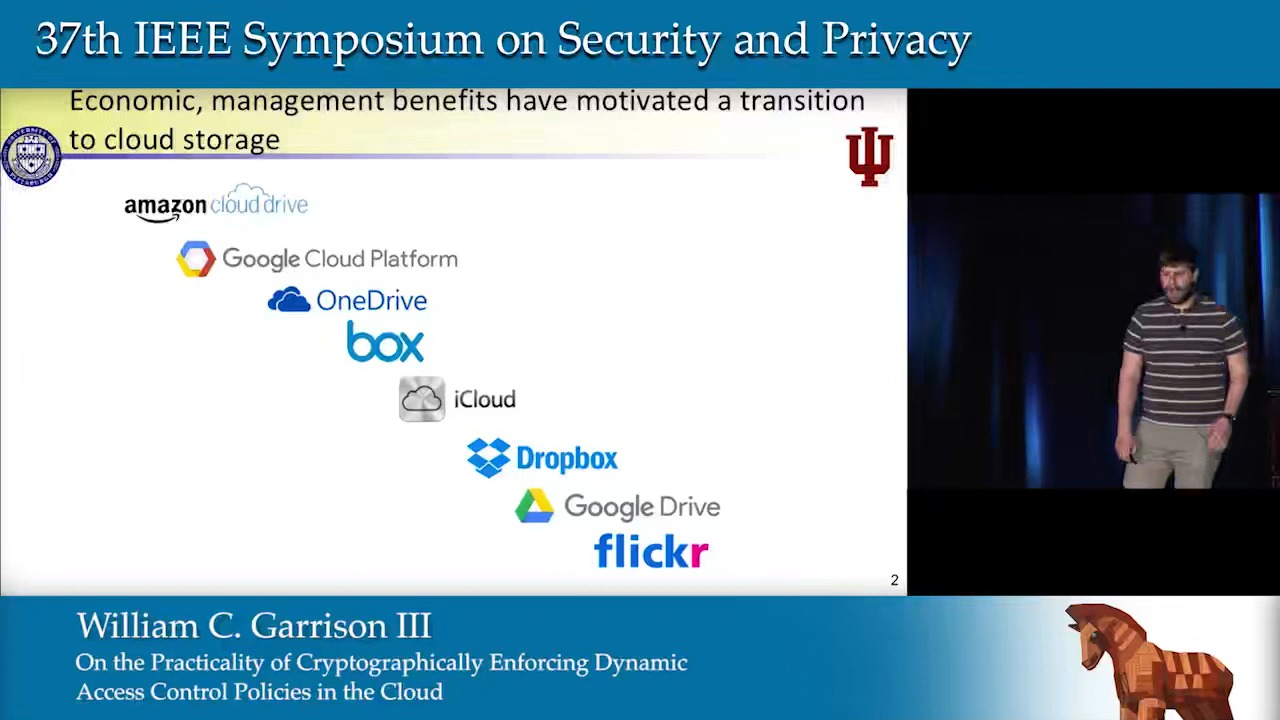 37th IEEE Symposium on Security and Privacy
Economic, management benefits have motivated a transition
to cloud storage
amazon cloud drive
Google Cloud Platform
OneDrive
box
iCloud
Dropbox
Google Drive
flickr
2
William C. Garrison III
On the Practicality of Cryptographically Enforcing Dynamic
Access Control Policies in the Cloud